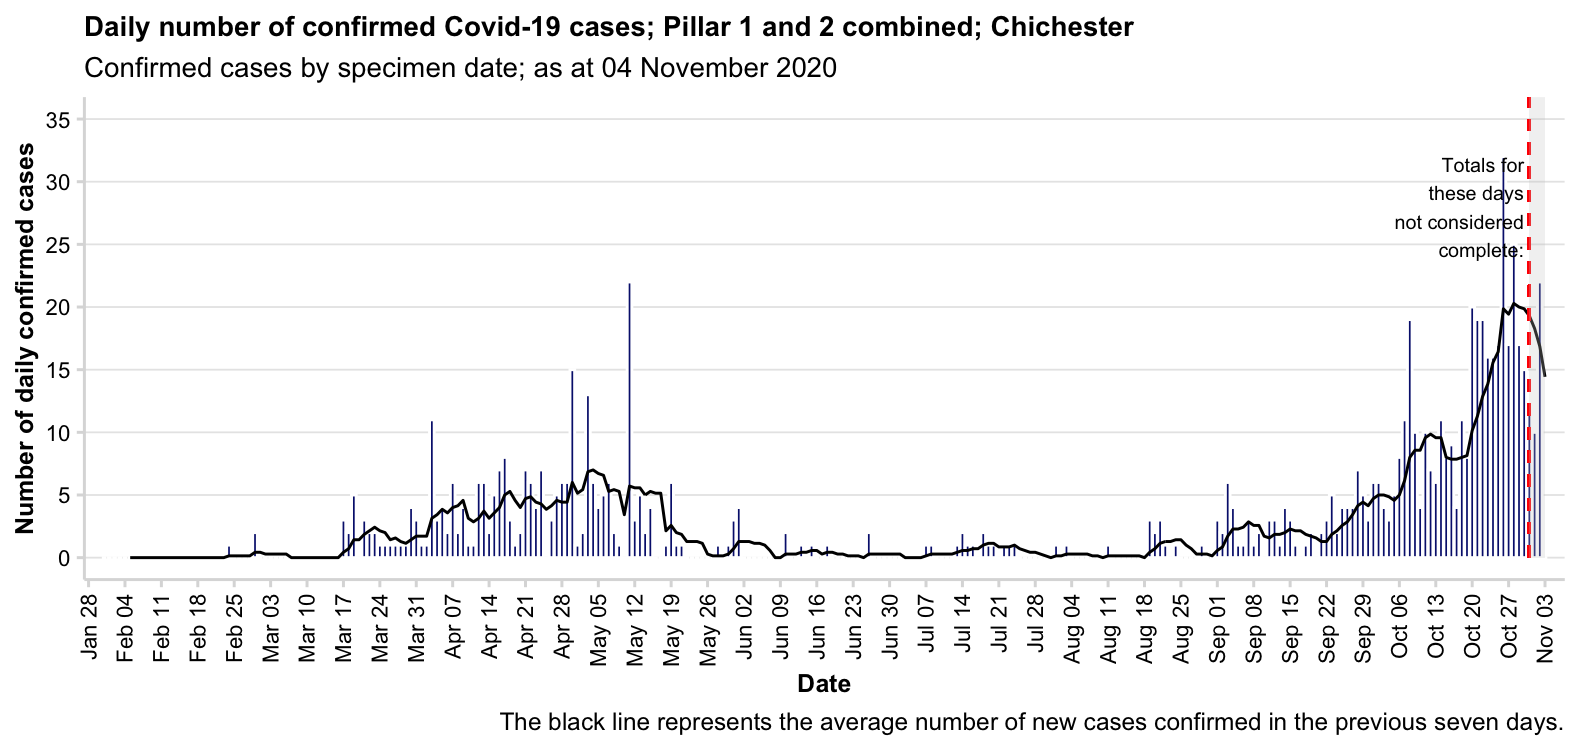 Daily number of confirmed Covid-19 cases; Pillar 1 and 2 combined; Chichester
Confirmed cases by specimen date; as at 04 November 2020
Number of daily confirmed cases
35
30
25
20
15
10
5
0
Totals for
these days
not considered
complete:
Jan 28
Feb 04
Feb 11
Feb 18
Feb 25
Mar 03
Mar 10
Mar 17
Mar 24
Mar 31
Apr 07
Apr 14
Apr 21
Apr 28
May 05
May 12
May 19
May 26
Jun 02
Jun 09
Jun 16
Jun 23
Jun 30
Jul 07
Jul 14
Jul 21
Jul 28
Aug 04
Aug 11
Aug 18
Aug 25
Sep 01
Sep 08
Sep 15
Sep 22
Sep 29
Oct 06
Oct 13
Oct 20
Oct 27
Nov 03
Date
The black line represents the average number of new cases confirmed in the previous seven days.